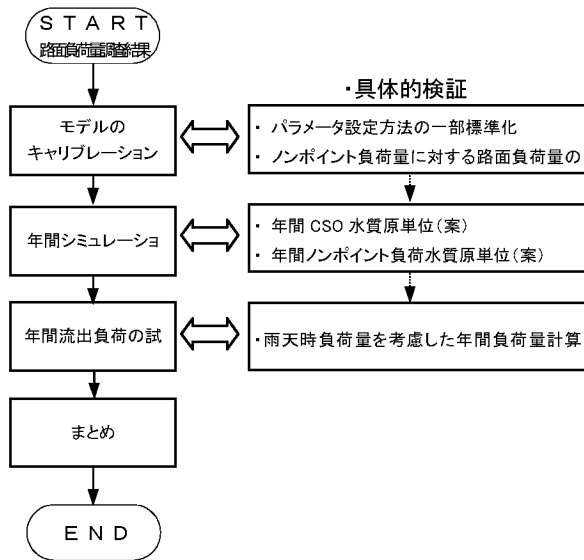 START
路面負荷量調査結果
・具体的検証
モデルの
キャリブレーション
・ パラメータ設定方法の一部標準化
・ ノンポイント負荷量に対する路面負荷量の
年間シミュレーショ
・ 年間 CSO 水質原単位(案)
・ 年間ノンポイント負荷水質原単位(案)
年間流出負荷の試
・雨天時負荷量を考慮した年間負荷量計算
まとめ
END